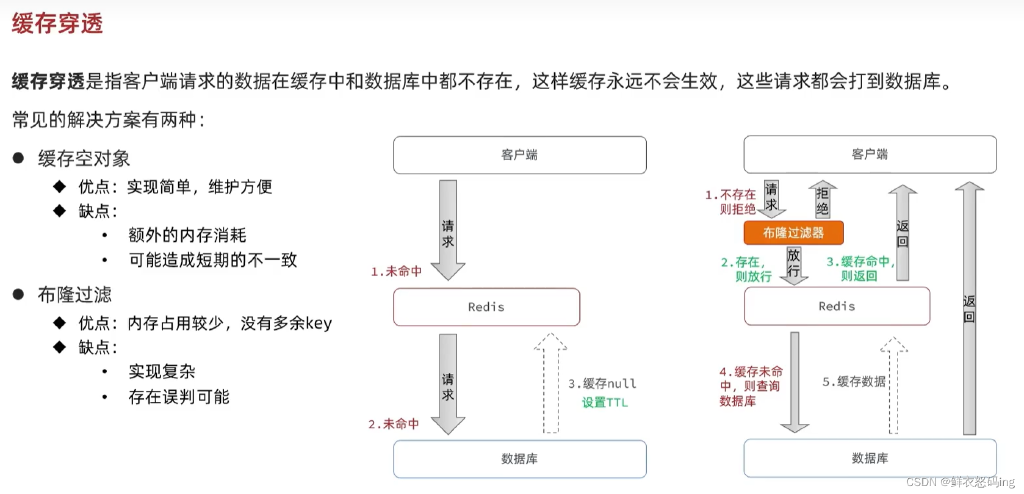 缓存穿透
缓存穿透是指客户端请求的数据在缓存中和数据库中都不存在，这样缓存永远不会生效，这些请求都会打到数据库。
常见的解决方案有两种：
● 缓存空对象
◆ 优点：实现简单，维护方便
◆ 缺点：
• 额外的内存消耗
• 可能造成短期的不一致
● 布隆过滤
◆ 优点：内存占用较少，没有多余key
◆ 缺点：
• 实现复杂
• 存在误判可能
客户端
请求
1.未命中
Redis
请求
2.未命中
3.缓存null
设置TTL
数据库
客户端
1.不存在
则拒绝
请求
拒绝
布隆过滤器
2.存在，
则放行
放行
3.缓存命中，
则返回
返回
Redis
4.缓存未命
中，则查询
数据库
5.缓存数据
返回
数据库
CSDN @鲜衣怒码ing